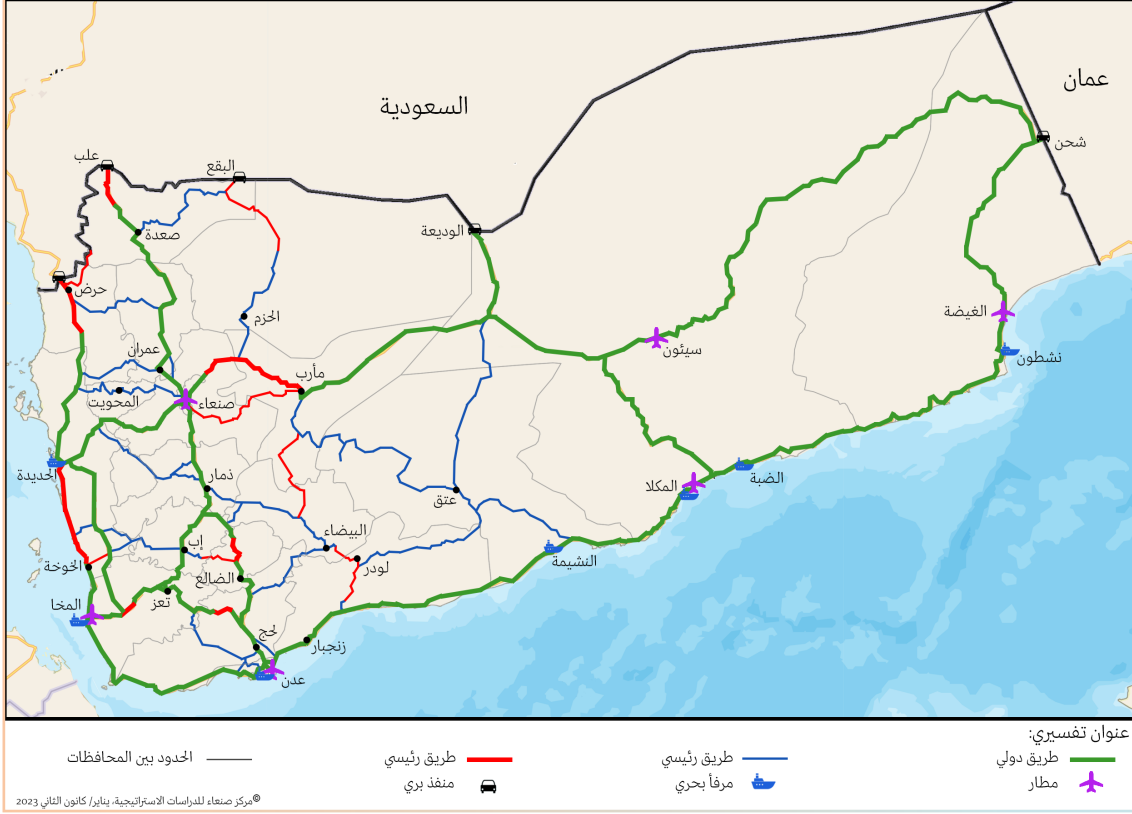 السعودية
عمان
علب
البقع
شحن
الوديعة
صعدة
حرض
الحزم
الغيضة
سيئون
نشطون
عمران
مأرب
المحويت
صنعاء
الحديدة
ذمار
عتق
المكلا
الضبة
البيضاء
إب
النشيمة
الخوخة
الضالع
لودر
تعز
المخا
لحج
زنجبار
عدن
عنوان تفسيري:
طريق دولي
طريق رئيسي
طريق رئيسي
الحدود بين المحافظات
مطار
مرفأ بحري
منفذ بري
©مركز صنعاء للدراسات الاستراتيجية، يناير/ كانون الثاني 2023